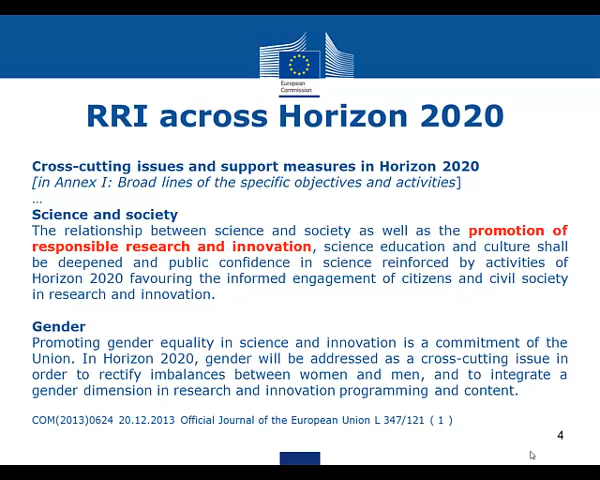 European
Commission
RRI across Horizon 2020
Cross-cutting issues and support measures in Horizon 2020
[in Annex I: Broad lines of the specific objectives and activities]
...
Science and society
The relationship between science and society as well as the promotion of
responsible research and innovation, science education and culture shall
be deepened and public confidence in science reinforced by activities of
Horizon 2020 favouring the informed engagement of citizens and civil society
in research and innovation.
Gender
Promoting gender equality in science and innovation is a commitment of the
Union. In Horizon 2020, gender will be addressed as a cross-cutting issue in
order to rectify imbalances between women and men, and to integrate a
gender dimension in research and innovation programming and content.
COM(2013)0624 20.12.2013 Official Journal of the European Union L 347/121 ( 1 )
4